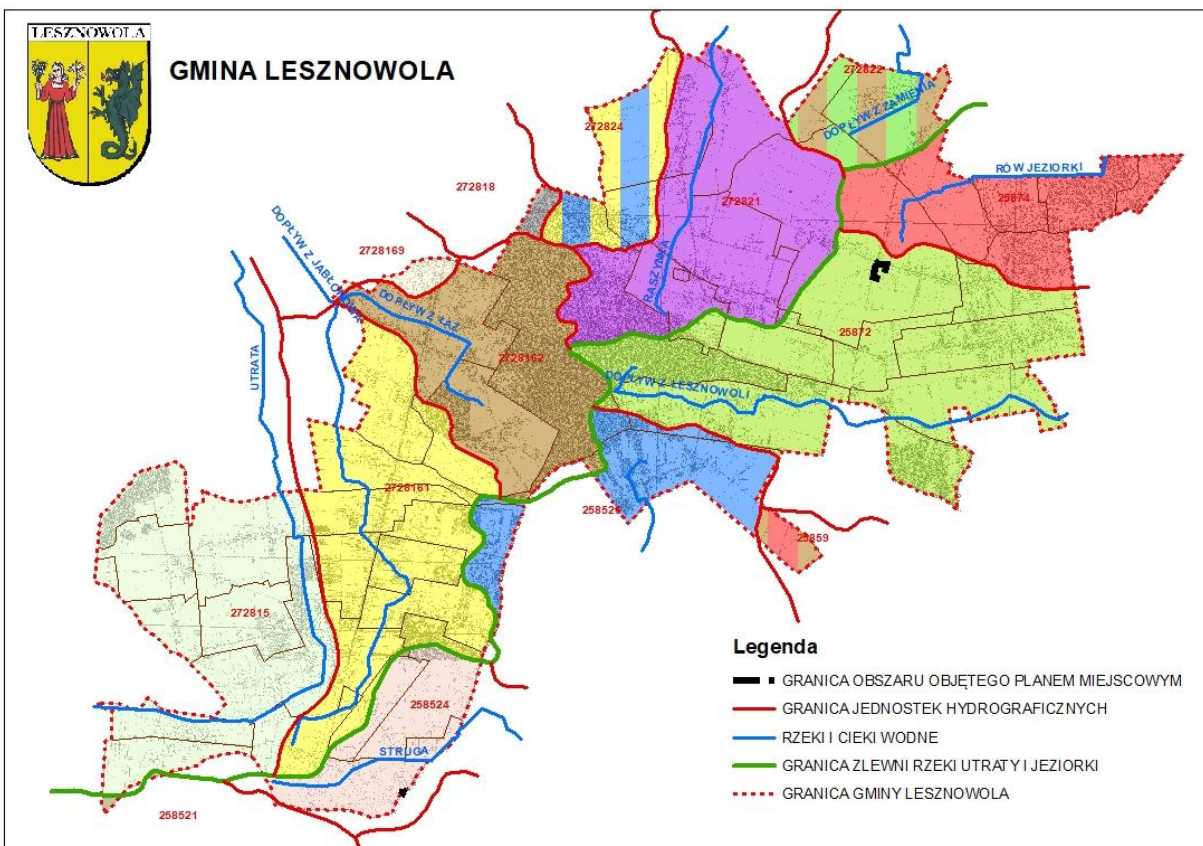 LESZNOWOLA
GMINA LESZNOWOLA
272822
DOPŁYW Z ZAMIENIA
272824
RÓW JEZIORKI
25874
272818
272821
DOPŁYW Z JABŁONOWA
2728169
RASZYNKA
DOPŁYW Z ŁAZ
25872
UTRATA
2728162
DOPŁYW Z LESZNOWOLI
2728161
258526
25859
272815
258524
STRUGA
258521
Legenda
GRANICA OBSZARU OBJĘTEGO PLANEM MIEJSCOWYM
GRANICA JEDNOSTEK HYDROGRAFICZNYCH
RZEKI I CIEKI WODNE
GRANICA ZLEWNI RZEKI UTRATY I JEZIORKI
GRANICA GMINY LESZNOWOLA